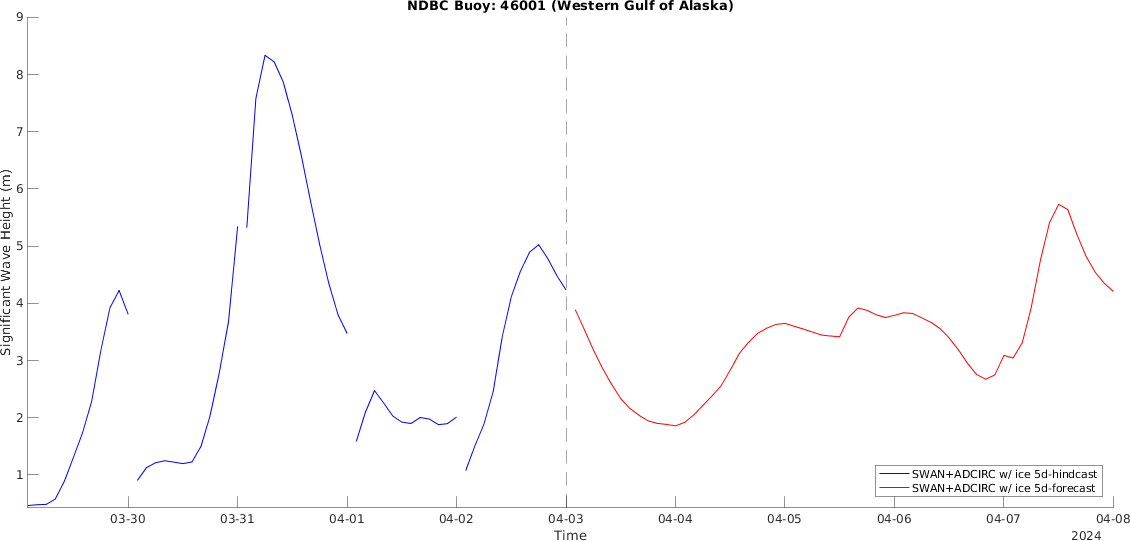 NDBC Buoy: 46001 (Western Gulf of Alaska)
9
8
7
6
5
4
3
2
1
Significant Wave Height (m)
SWAN+ADCIRC w/ ice 5d-hindcast
SWAN+ADCIRC w/ ice 5d-forecast
03-30 03-31 04-01 04-02 04-03 04-04 04-05 04-06 04-07 04-08
Time
2024